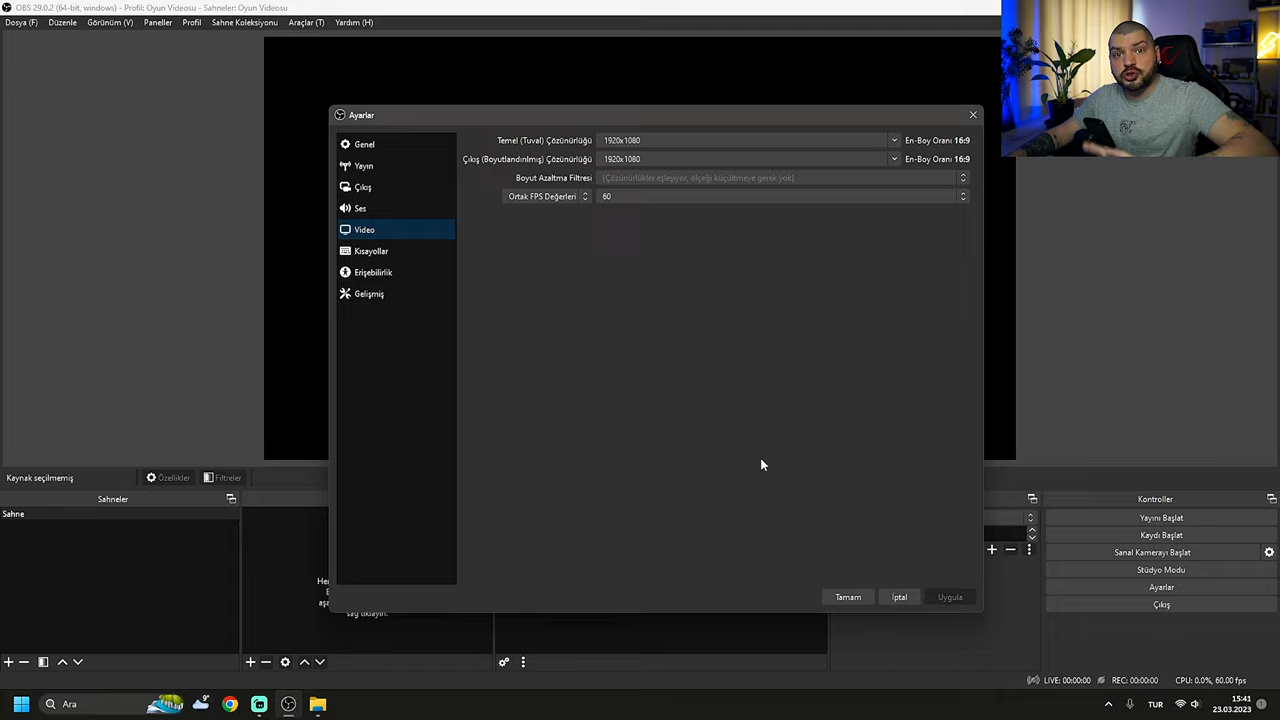 OBS 29.0.2 (64-bit, windows) - Profil: Oyun Videosu - Sahneler: Oyun Videosu
Dosya (F) Düzenle Görünüm (V) Paneller Profil Sahne Koleksiyonu Araçlar (T) Yardım (H)
Ayarlar
Genel
Yayın
Çıkış
Ses
Video
Kısayollar
Erişebilirlik
Gelişmiş
Temel (Tuval) Çözünürlüğü 1920x1080 En-Boy Oranı 16:9
Çıkış (Boyutlandırılmış) Çözünürlüğü 1920x1080 En-Boy Oranı 16:9
Boyut Azaltma Filtresi [Çözünürlükler eşleşiyor, ölçeği küçültmeye gerek yok]
Ortak FPS Değerleri 60
Tamam İptal Uygula
Kaynak seçilmemiş Özellikler Filtreler
Sahneler
Sahne
sağ tıklayın.
Kontroller
Yayını Başlat
Kaydı Başlat
Sanal Kamerayı Başlat
Stüdyo Modu
Ayarlar
Çıkış
LIVE: 00:00:00 REC: 00:00:00 CPU: 0.0%, 60.00 fps
Ara
9°
TUR
15:41
23.03.2023